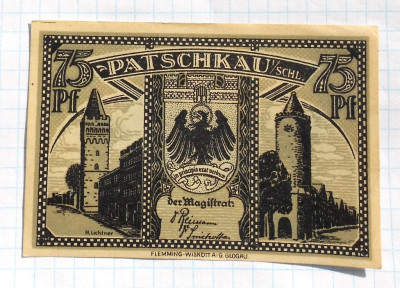 75 PATSCHKAU i/SCHL. 75
Pf Pf
in principio erat verbum
der Magistrat:
H. Lichtner
FLEMMING-WISKOTT A-G. GLOGAU.